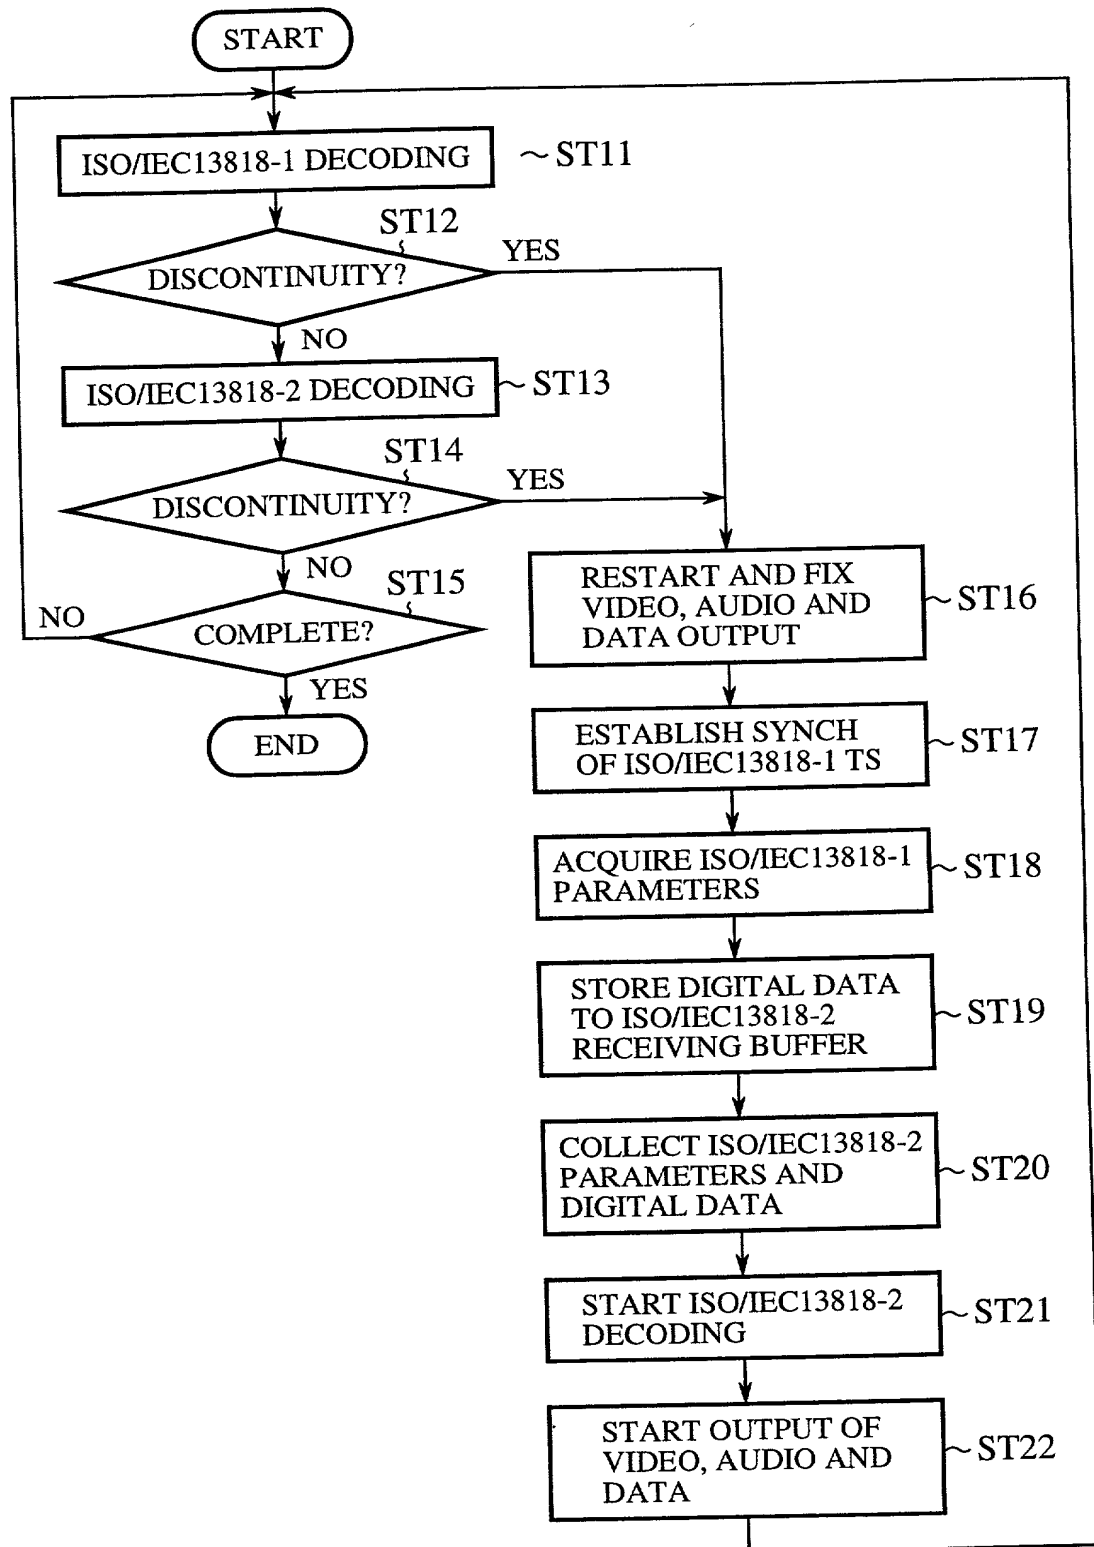 START
ISO/IEC13818-1 DECODING
~ST11
ST12
DISCONTINUITY?
YES
NO
ISO/IEC13818-2 DECODING
~ST13
ST14
DISCONTINUITY?
YES
NO
ST15
COMPLETE?
NO
YES
END
RESTART AND FIX
VIDEO, AUDIO AND
DATA OUTPUT
~ST16
ESTABLISH SYNCH
OF ISO/IEC13818-1 TS
~ST17
ACQUIRE ISO/IEC13818-1
PARAMETERS
~ST18
STORE DIGITAL DATA
TO ISO/IEC13818-2
RECEIVING BUFFER
~ST19
COLLECT ISO/IEC13818-2
PARAMETERS AND
DIGITAL DATA
~ST20
START ISO/IEC13818-2
DECODING
~ST21
START OUTPUT OF
VIDEO, AUDIO AND
DATA
~ST22